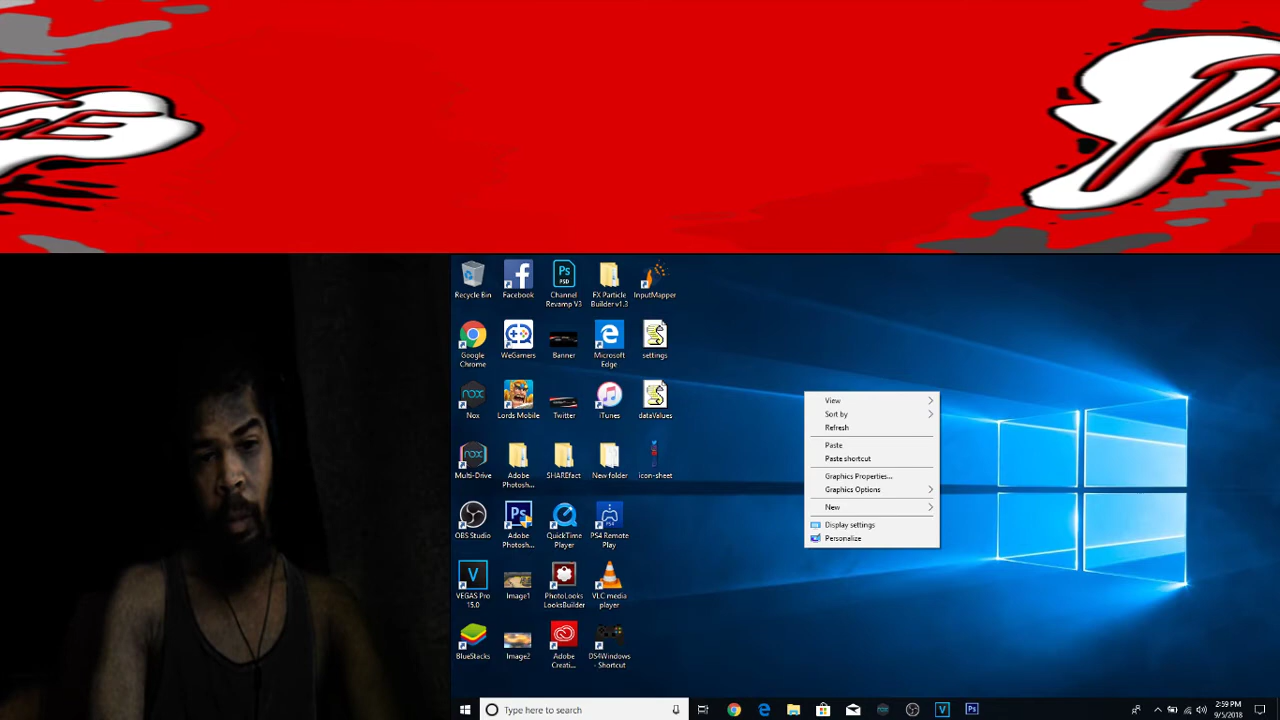 GE
Pr
Recycle Bin
Facebook
Channel
Revamp V3
FX Particle
Builder v1.3
InputMapper
Google
Chrome
WeGamers
Banner
Microsoft
Edge
settings
Nox
Lords Mobile
Twitter
iTunes
dataValues
Multi-Drive
Adobe
Photosh...
SHAREfact
New folder
icon-sheet
OBS Studio
Adobe
Photosh...
QuickTime
Player
PS4 Remote
Play
VEGAS Pro
15.0
Image1
PhotoLooks
LooksBuilder
VLC media
player
BlueStacks
Image2
Adobe
Creati...
DS4Windows
- Shortcut
View
Sort by
Refresh
Paste
Paste shortcut
Graphics Properties...
Graphics Options
New
Display settings
Personalize
Type here to search
2:59 PM
9/5/2018